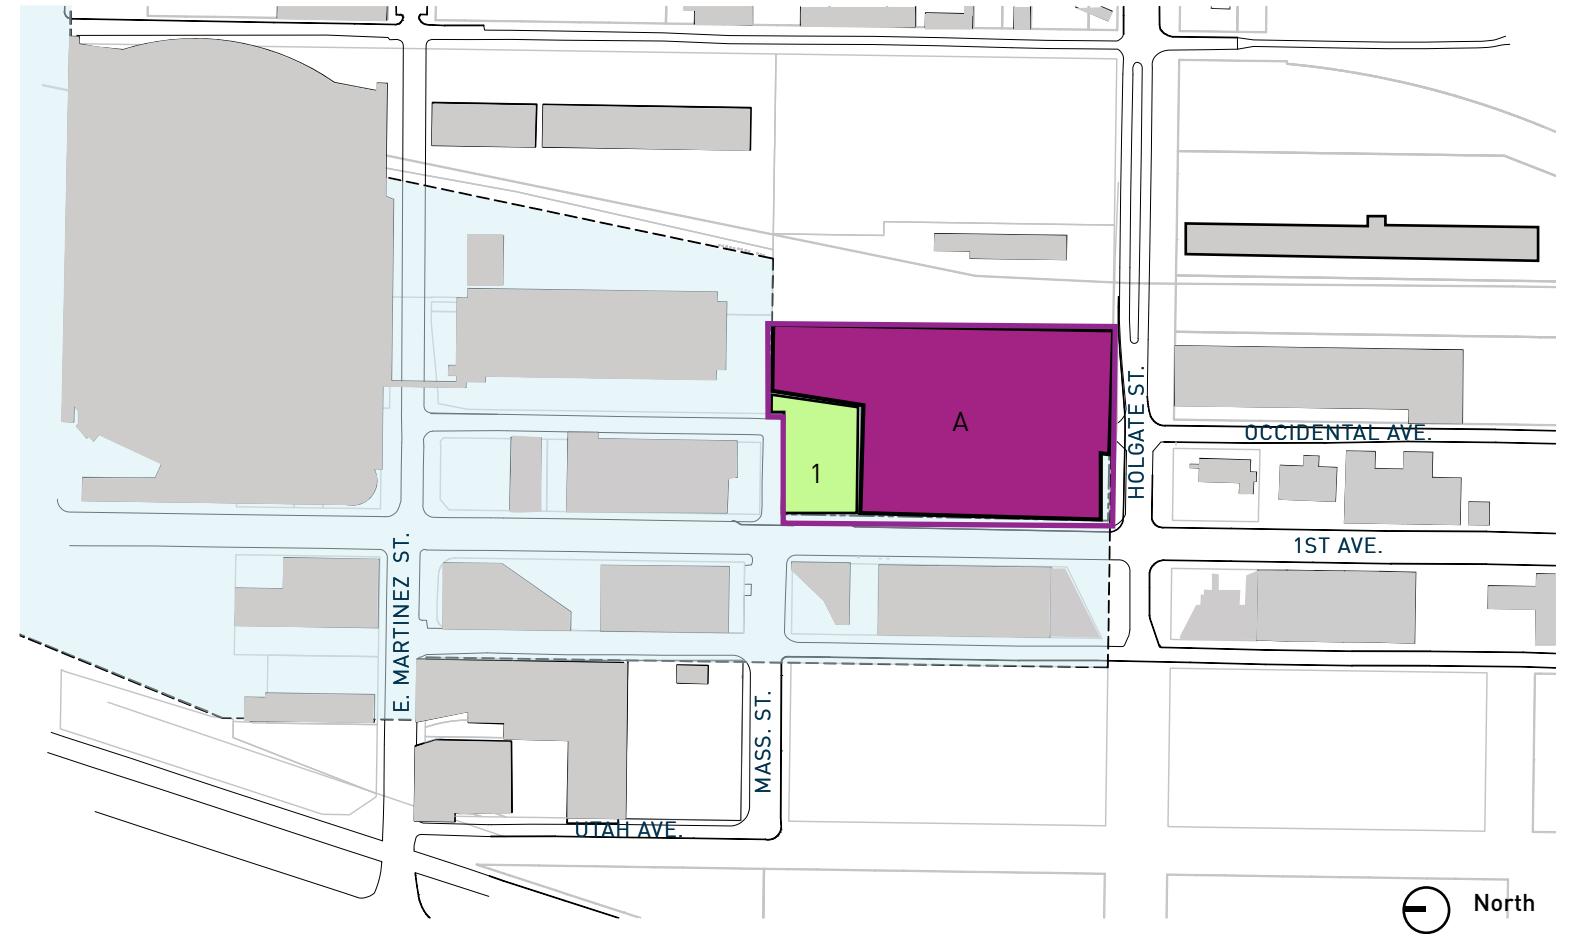 A
HOLGATE ST.
OCCIDENTAL AVE.
1
1ST AVE.
E. MARTINEZ ST.
MASS. ST.
UTAH AVE.
North